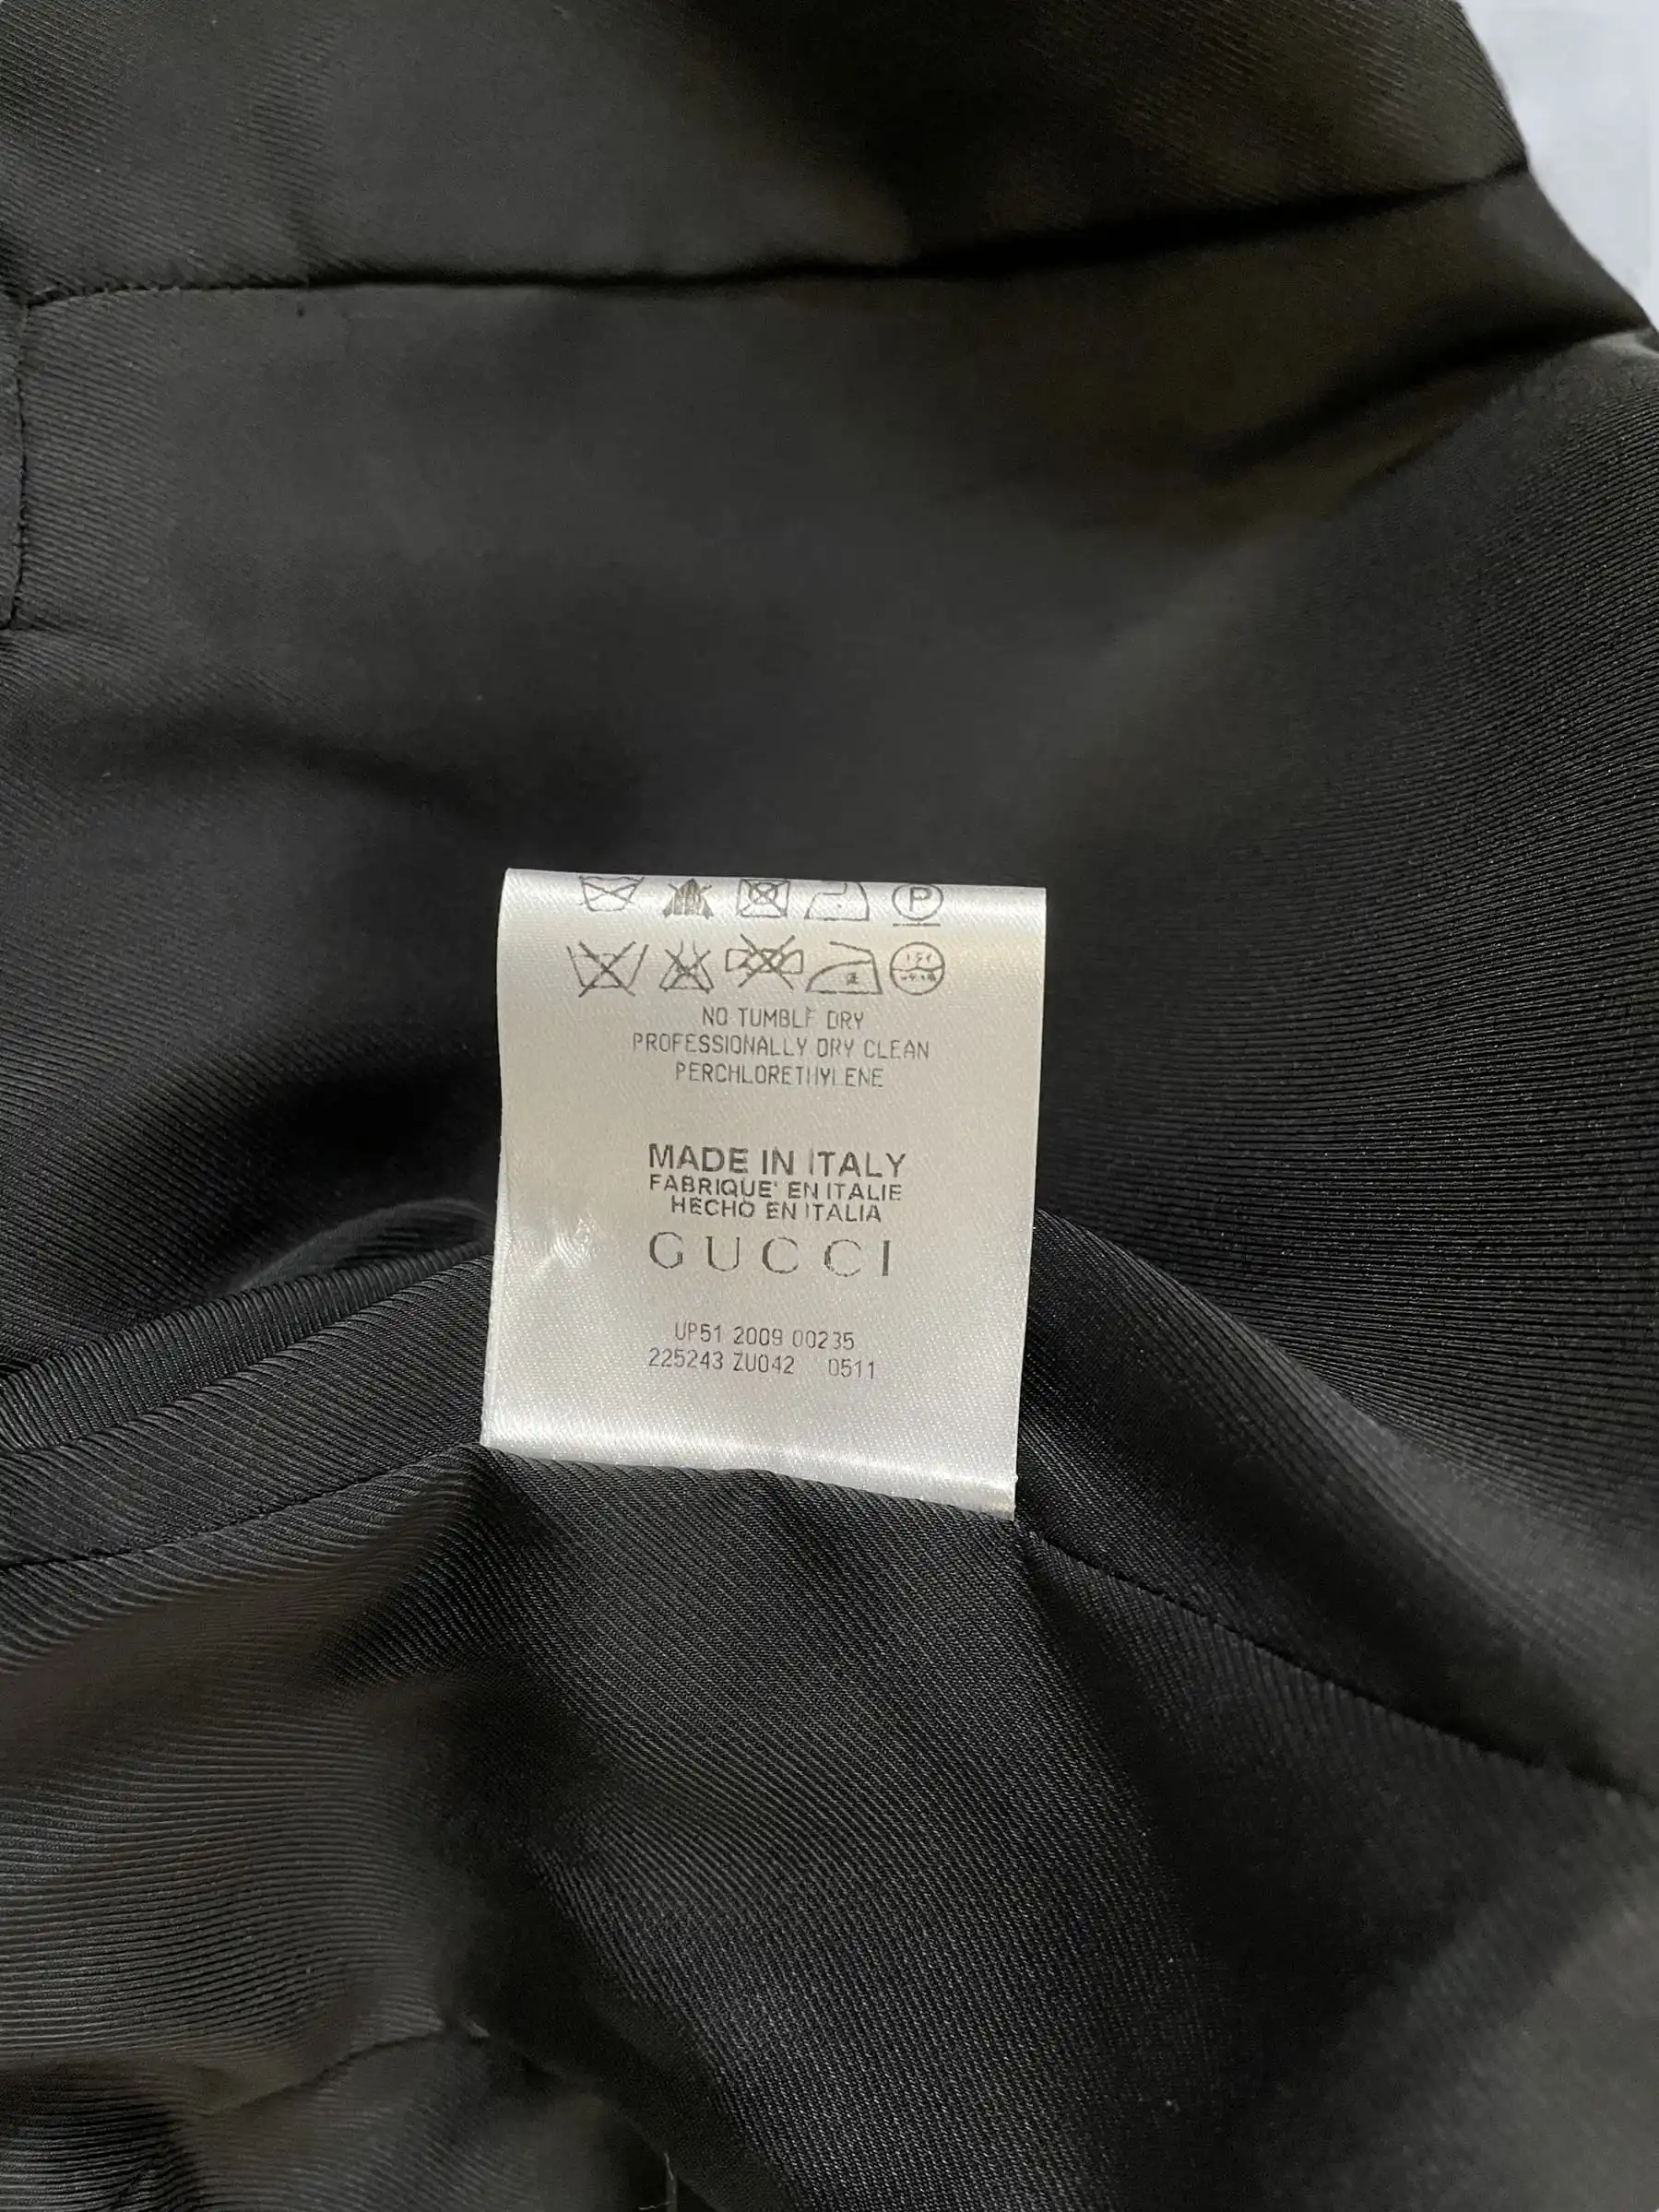 P
NO TUMBLE DRY
PROFESSIONALLY DRY CLEAN
PERCHLORETHYLENE
MADE IN ITALY
FABRIQUE' EN ITALIE
HECHO EN ITALIA
GUCCI
UP51 2009 00235
225243 ZU042 0511